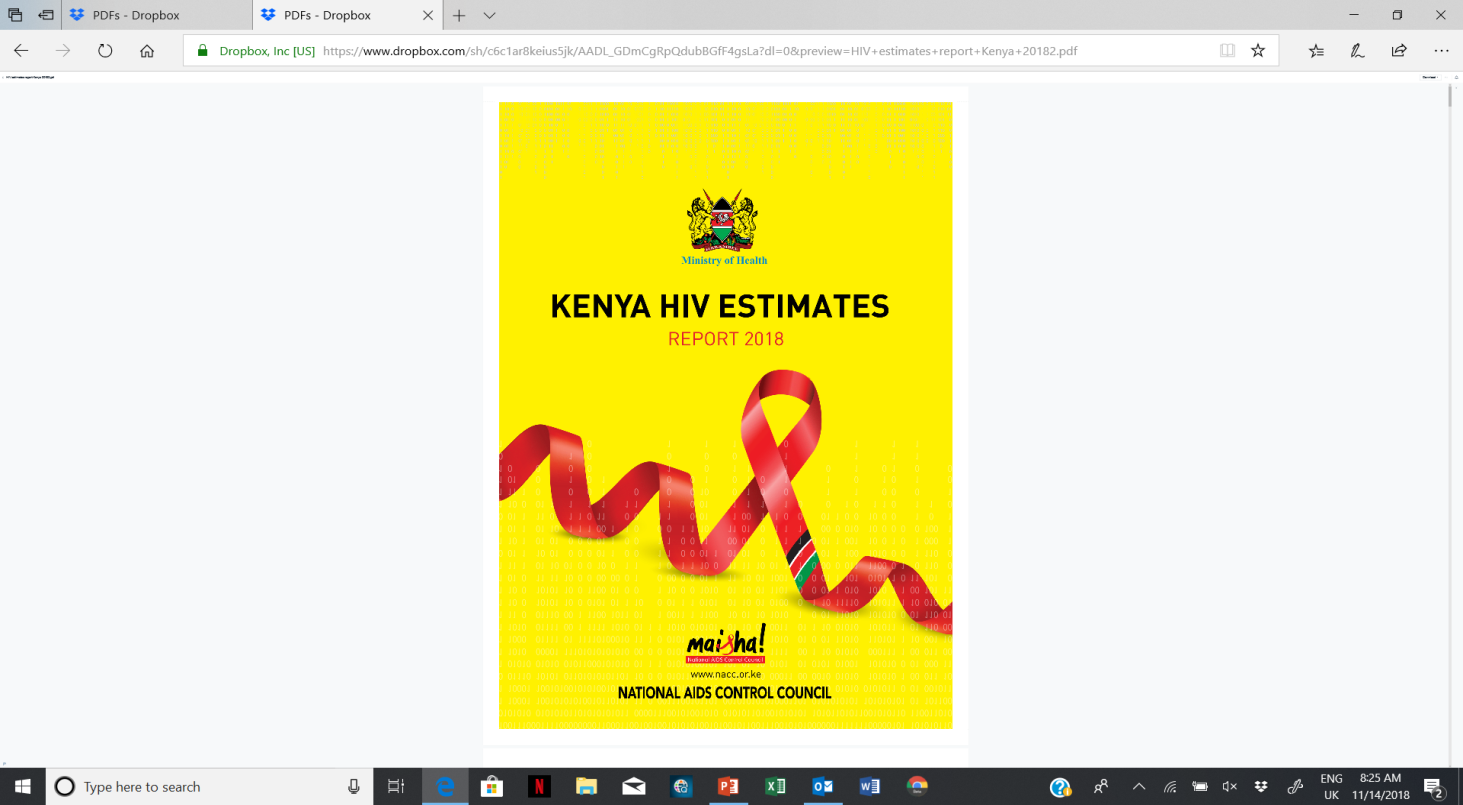 PDFs - Dropbox
PDFs - Dropbox
Dropbox, Inc [US] https://www.dropbox.com/sh/c6c1ar8keius5jk/AADL_GDmCgRpQdubBGfF4gsLa?dl=0&preview=HIV+estimates+report+Kenya+20182.pdf
Ministry of Health
KENYA HIV ESTIMATES
REPORT 2018
maisha!
National AIDS Control Council
www.nacc.or.ke
NATIONAL AIDS CONTROL COUNCIL
Type here to search
ENG
UK
8:25 AM
11/14/2018
2